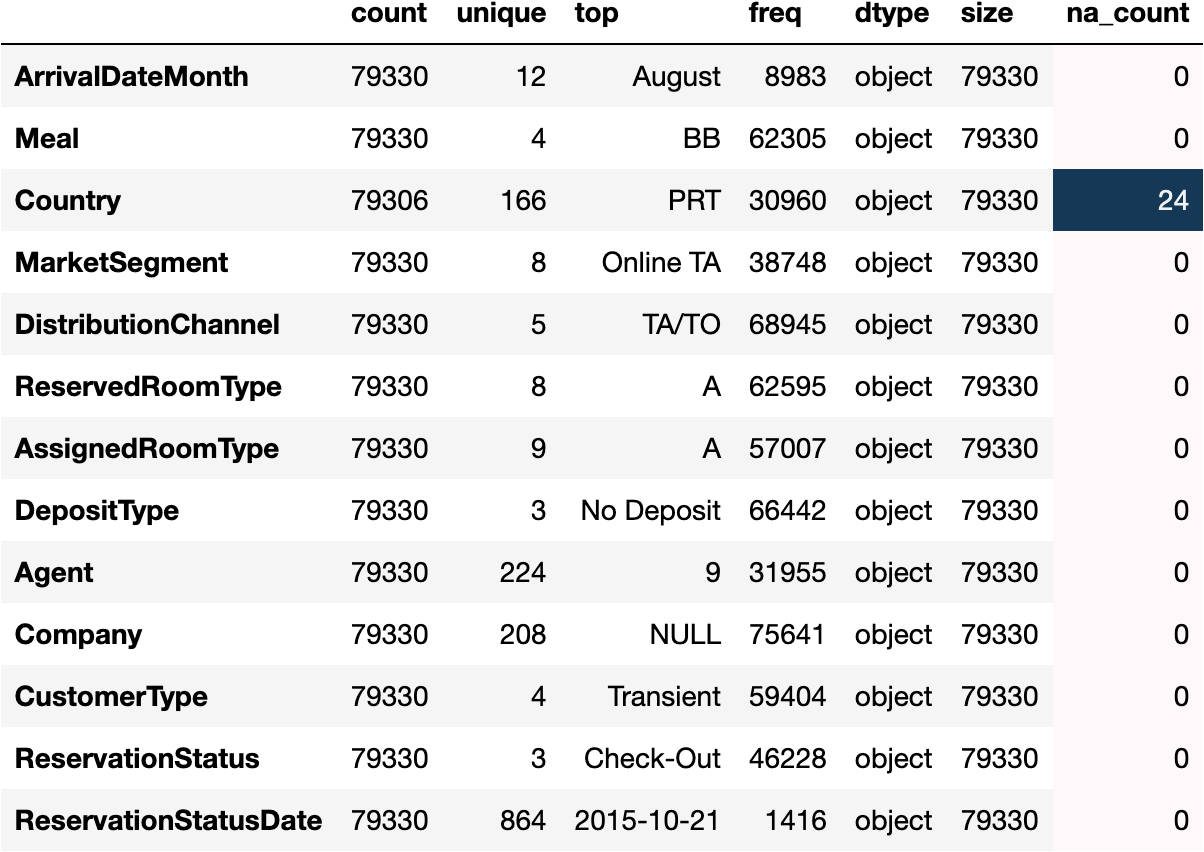 count unique top freq dtype size na_count
ArrivalDateMonth 79330 12 August 8983 object 79330 0
Meal 79330 4 BB 62305 object 79330 0
Country 79306 166 PRT 30960 object 79330 24
MarketSegment 79330 8 Online TA 38748 object 79330 0
DistributionChannel 79330 5 TA/TO 68945 object 79330 0
ReservedRoomType 79330 8 A 62595 object 79330 0
AssignedRoomType 79330 9 A 57007 object 79330 0
DepositType 79330 3 No Deposit 66442 object 79330 0
Agent 79330 224 9 31955 object 79330 0
Company 79330 208 NULL 75641 object 79330 0
CustomerType 79330 4 Transient 59404 object 79330 0
ReservationStatus 79330 3 Check-Out 46228 object 79330 0
ReservationStatusDate 79330 864 2015-10-21 1416 object 79330 0